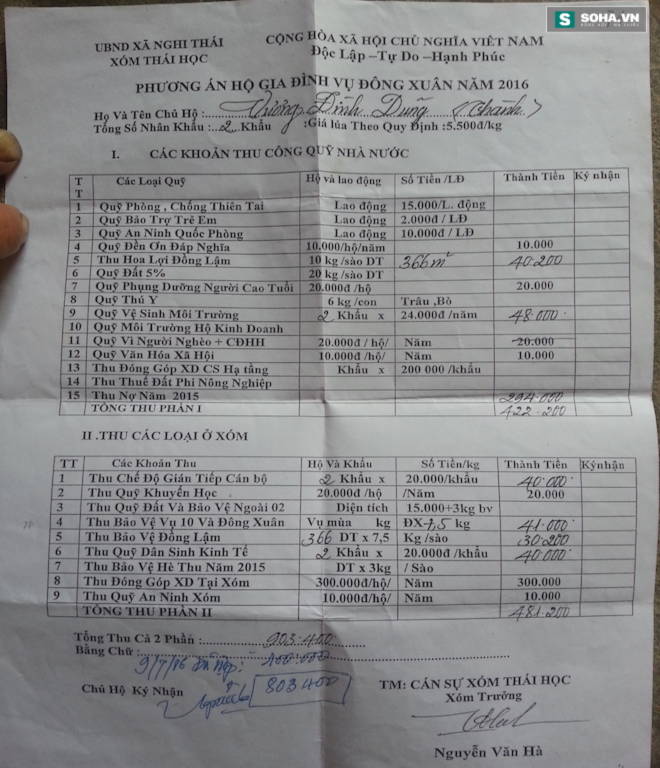 SOHA.VN
UBND XÃ NGHI THÁI CỘNG HÒA XÃ HỘI CHỦ NGHĨA VIÊT NAM
XÓM THÁI HỌC Độc Lập –Tự Do –Hạnh Phúc
PHƯƠNG ÁN HỘ GIA ĐÌNH VỤ ĐÔNG XUÂN NĂM 2016
Họ Và Tên Chủ Hộ : Vương Đình Dũng (Chành)
Tổng Số Nhân Khẩu :..2 Khẩu :Giá lúa Theo Quy Định :5.500đ/kg
I. CÁC KHOẢN THU CÔNG QUỸ NHÀ NƯỚC
TT Các Loại Quỹ Hộ và lao động Số Tiền /LĐ Thành Tiền Ký nhận
1 Quỹ Phòng , Chống Thiên Tai Lao động 15.000/L. động
2 Quỹ Bảo Trợ Trẻ Em Lao động 2.000đ / LĐ
3 Quỹ An Ninh Quốc Phòng Lao động 10.000đ / LĐ
4 Quỹ Đền Ơn Đáp Nghĩa 10.000/hộ/năm 10.000
5 Thu Hoa Lợi Đồng Lậm 10 kg /sào DT 366m² 40.200
6 Quỹ Đất 5% 20 kg /sào DT
7 Quỹ Phụng Dưỡng Người Cao Tuổi 20.000đ /hộ 20.000
8 Quỹ Thú Y 6 kg /con Trâu ,Bò
9 Quỹ Vệ Sinh Môi Trường 2 Khẩu x 24.000đ /năm 48.000
10 Quỹ Môi Trường Hộ Kinh Doanh
11 Quỹ Vì Người Nghèo + CĐHH 20.000đ / hộ/ Năm 20.000
12 Quỹ Văn Hóa Xã Hội 10.000đ /hộ/ Năm 10.000
13 Thu Đóng Góp XD CS Hạ tầng Khẩu x 200 000 /khẩu
14 Thu Thuế Đất Phi Nông Nghiệp
15 Thu Nợ Năm 2015 294.000
TỔNG THU PHẦN I 422.200
II .THU CÁC LOẠI Ở XÓM
TT Các Khoản Thu Hộ Và Khẩu Số Tiền/kg Thành Tiền Kýnhận
1 Thu Chế Độ Gián Tiếp Cán bộ 2 Khẩu x 20.000/khẩu 40.000
2 Thu Quỹ Khuyến Học 20.000đ /hộ /Năm 20.000
3 Thu Quỹ Đất Và Bảo Vệ Ngoài 02 Diện tích 15.000+3kg bv
4 Thu Bảo Vệ Vụ 10 Và Đông Xuân Vụ mùa kg ĐX-7,5 kg 41.000
5 Thu Bảo Vệ Đồng Lậm 366 DT x 7,5 Kg /sào 30.200
6 Thu Quỹ Dân Sinh Kinh Tế 2 Khẩu x 20.000đ /khẩu 40.000
7 Thu Bảo Vệ Hè Thu Năm 2015 DT x 3kg / Sào
8 Thu Đóng Góp XD Tại Xóm 300.000đ/hộ/ Năm 300.000
9 Thu Quỹ An Ninh Xóm 10.000đ/hộ/ Năm 10.000
TỔNG THU PHẦN II 481.200
Tổng Thu Cả 2 Phần : 903.400
Bằng Chữ : 100.000
Chủ Hộ Ký Nhận 803400
TM: CÁN SỰ XÓM THÁI HỌC
Xóm Trưởng
Nguyễn Văn Hà